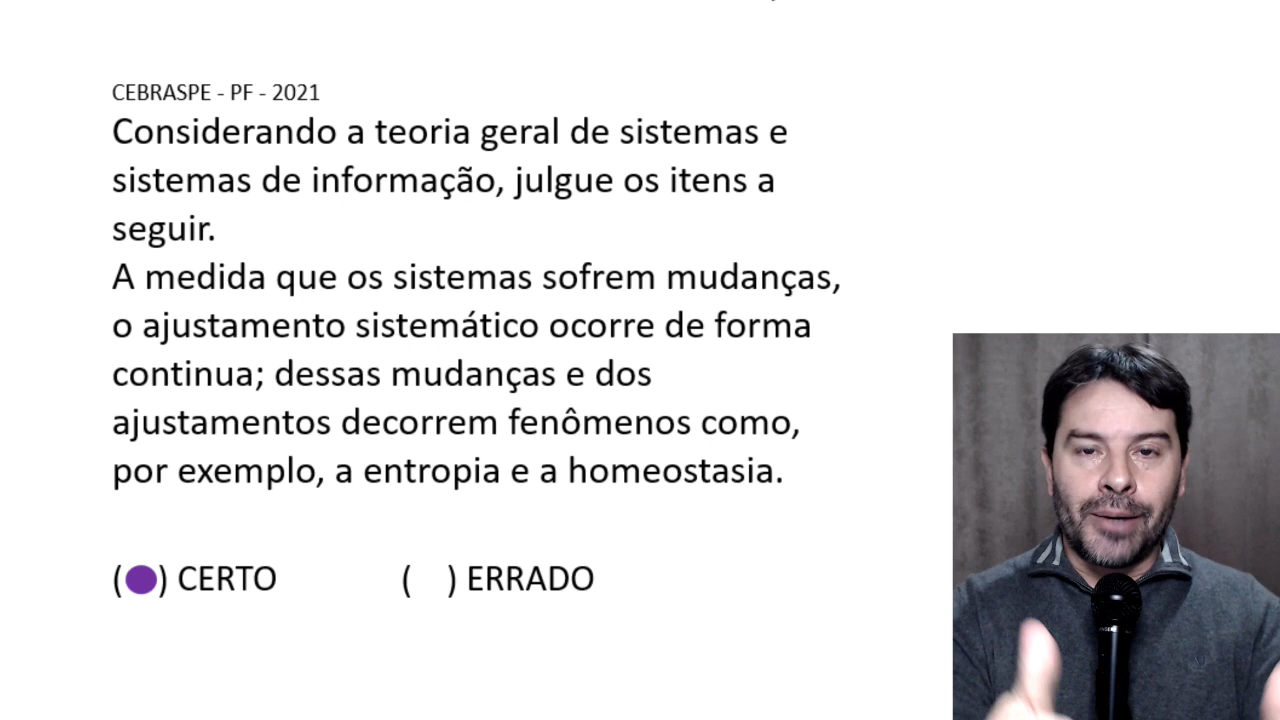 CEBRASPE - PF - 2021
Considerando a teoria geral de sistemas e
sistemas de informação, julgue os itens a
seguir.
A medida que os sistemas sofrem mudanças,
o ajustamento sistemático ocorre de forma
continua; dessas mudanças e dos
ajustamentos decorrem fenômenos como,
por exemplo, a entropia e a homeostasia.
( ) CERTO ( ) ERRADO